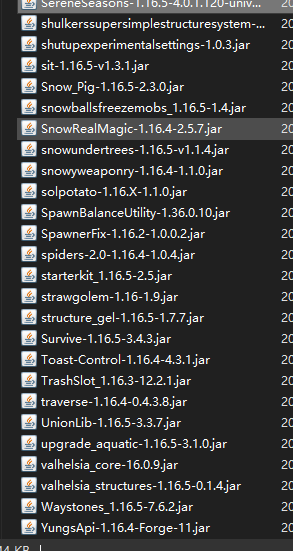 SereneSeasons-1.16.5-4.0.1.120-univ...
shulkerssupersimplestructuresystem-...
shutupexperimentalsettings-1.0.3.jar
sit-1.16.5-v1.3.1.jar
Snow_Pig-1.16.5-2.3.0.jar
snowballsfreezemobs_1.16.5-1.4.jar
SnowRealMagic-1.16.4-2.5.7.jar
snowundertrees-1.16.5-v1.1.4.jar
snowyweaponry-1.16.4-1.1.0.jar
solpotato-1.16.X-1.1.0.jar
SpawnBalanceUtility-1.36.0.10.jar
SpawnerFix-1.16.2-1.0.0.2.jar
spiders-2.0-1.16.4-1.0.4.jar
starterkit_1.16.5-2.5.jar
strawgolem-1.16-1.9.jar
structure_gel-1.16.5-1.7.7.jar
Survive-1.16.5-3.4.3.jar
Toast-Control-1.16.4-4.3.1.jar
TrashSlot_1.16.3-12.2.1.jar
traverse-1.16.4-0.4.3.8.jar
UnionLib-1.16.5-3.3.7.jar
upgrade_aquatic-1.16.5-3.1.0.jar
valhelsia_core-16.0.9.jar
valhelsia_structures-1.16.5-0.1.4.jar
Waystones_1.16.5-7.6.2.jar
YungsApi-1.16.4-Forge-11.jar